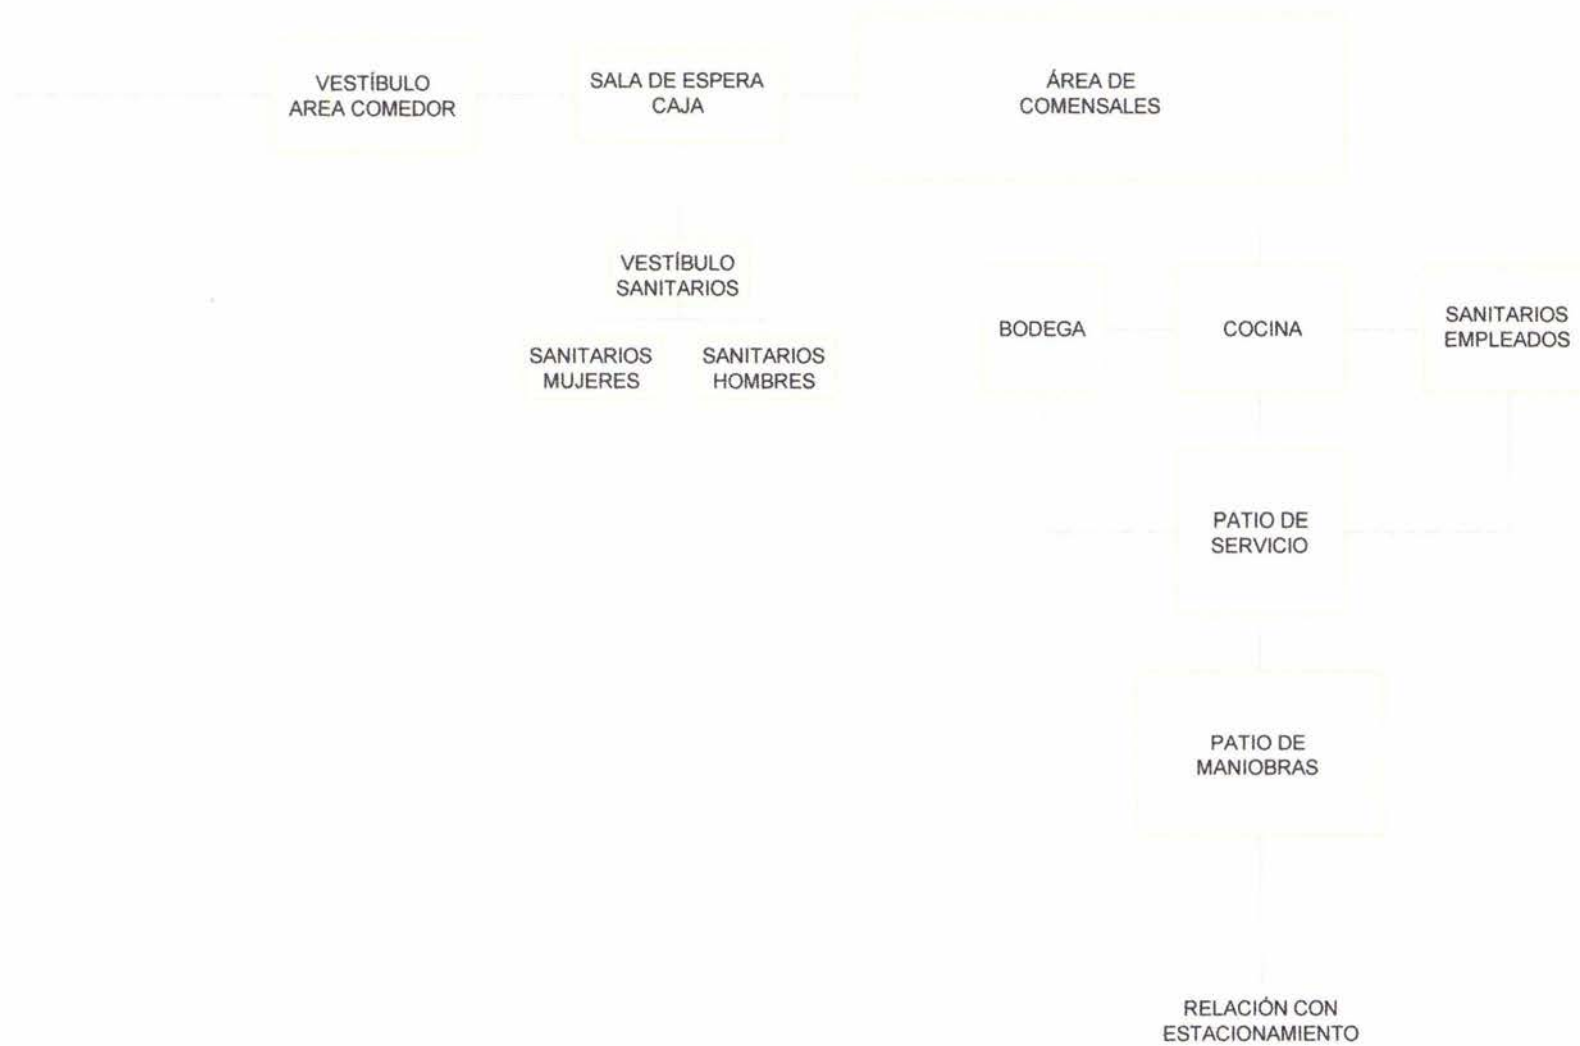 VESTÍBULO
AREA COMEDOR
SALA DE ESPERA
CAJA
ÁREA DE
COMENSALES
VESTÍBULO
SANITARIOS
SANITARIOS
MUJERES
SANITARIOS
HOMBRES
BODEGA
COCINA
SANITARIOS
EMPLEADOS
PATIO DE
SERVICIO
PATIO DE
MANIOBRAS
RELACIÓN CON
ESTACIONAMIENTO